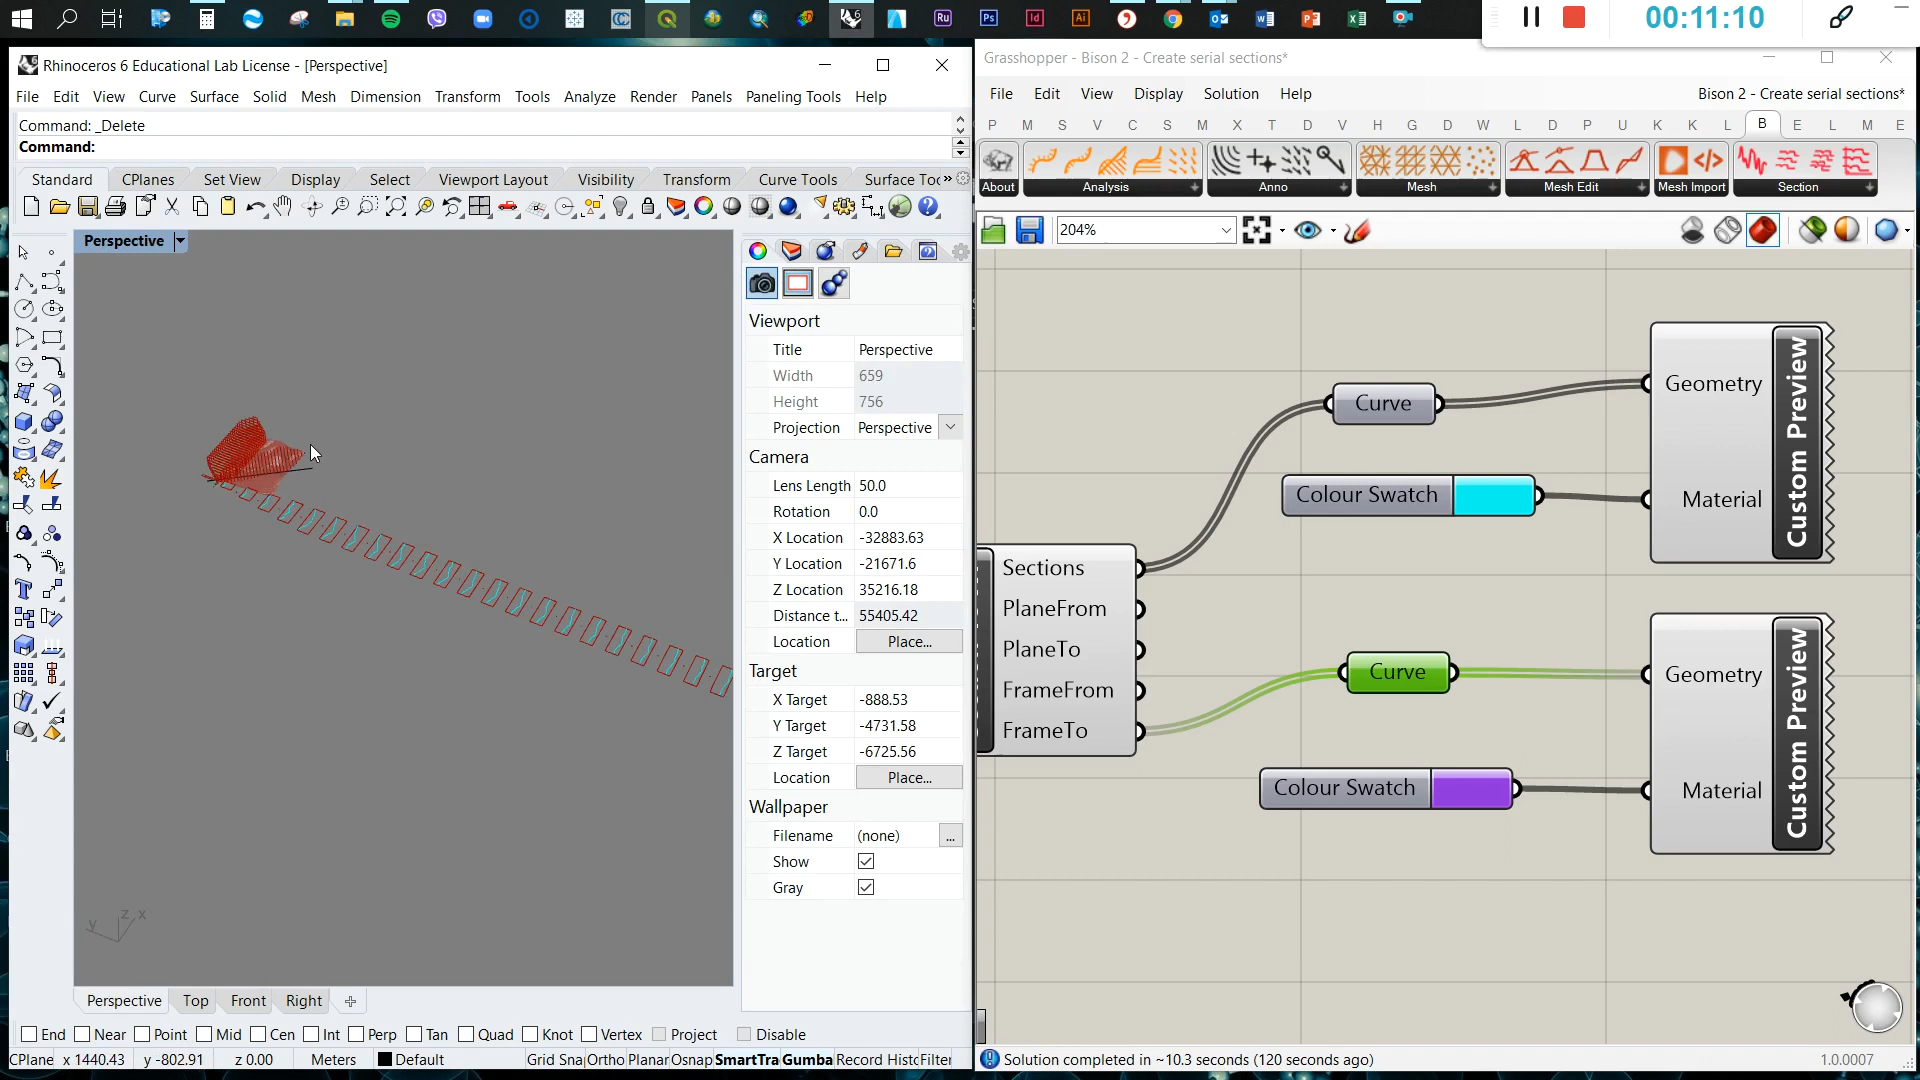 00:11:10
Rhinoceros 6 Educational Lab License - [Perspective]
File Edit View Curve Surface Solid Mesh Dimension Transform Tools Analyze Render Panels Paneling Tools Help
Command: _Delete
Command:
Standard CPlanes Set View Display Select Viewport Layout Visibility Transform Curve Tools Surface Toc »
Perspective
Viewport
Title Perspective
Width 659
Height 756
Projection Perspective
Camera
Lens Length 50.0
Rotation 0.0
X Location -32883.63
Y Location -21671.6
Z Location 35216.18
Distance t... 55405.42
Location Place...
Target
X Target -888.53
Y Target -4731.58
Z Target -6725.56
Location Place...
Wallpaper
Filename (none) ...
Show
Gray
y z x
Perspective Top Front Right
End Near Point Mid Cen Int Perp Tan Quad Knot Vertex Project Disable
CPlane x 1440.43 y -802.91 z 0.00 Meters Default Grid Sna Ortho Planar Osnap SmartTra Gumba Record Histo Filter
Grasshopper - Bison 2 - Create serial sections*
File Edit View Display Solution Help Bison 2 - Create serial sections*
P M S V C S M X T D V H G D W L D P U K K L B E L M E
About Analysis Anno Mesh Mesh Edit Mesh Import Section
204%
Curve
Geometry
Colour Swatch
Material
Custom Preview
Sections
PlaneFrom
PlaneTo
FrameFrom
FrameTo
Curve
Geometry
Colour Swatch
Material
Custom Preview
Solution completed in ~10.3 seconds (120 seconds ago) 1.0.0007